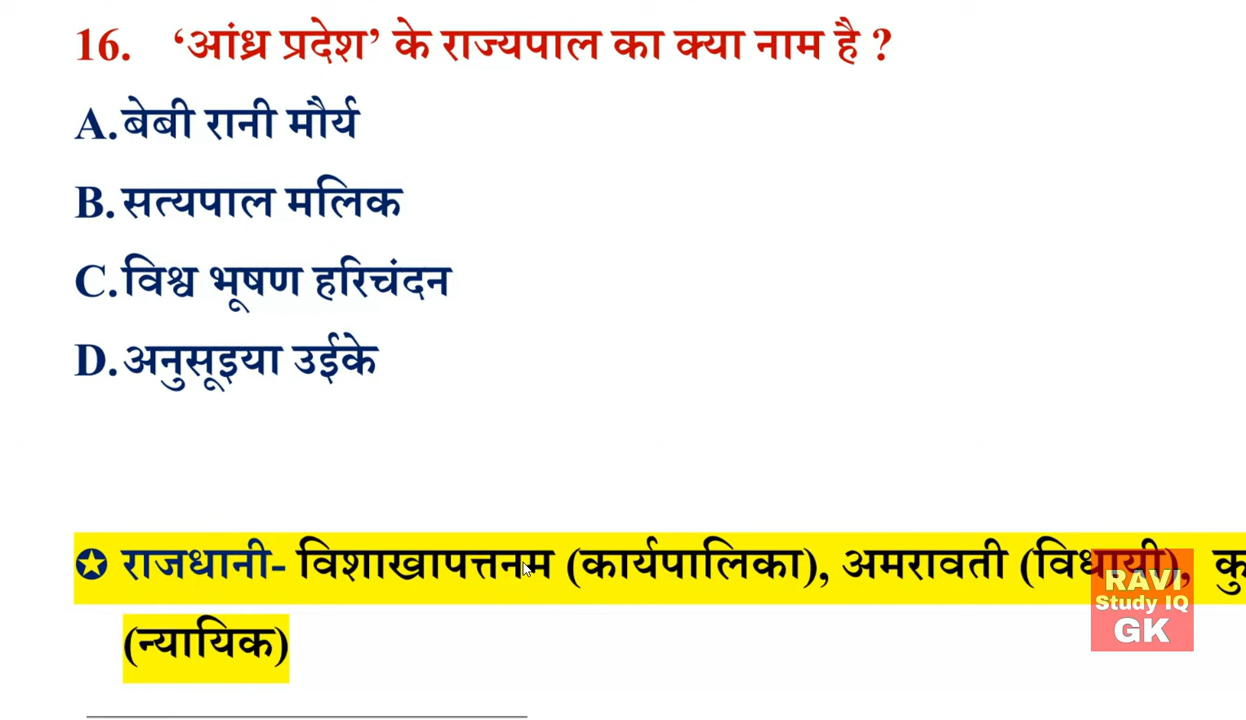 16. ‘आंध्र प्रदेश’ के राज्यपाल का क्या नाम है ?
A. बेबी रानी मौर्य
B. सत्यपाल मलिक
C. विश्व भूषण हरिचंदन
D. अनुसूइया उईके
राजधानी- विशाखापत्तनम (कार्यपालिका), अमरावती (विधायी),
(न्यायिक)
RAVI
Study IQ
GK